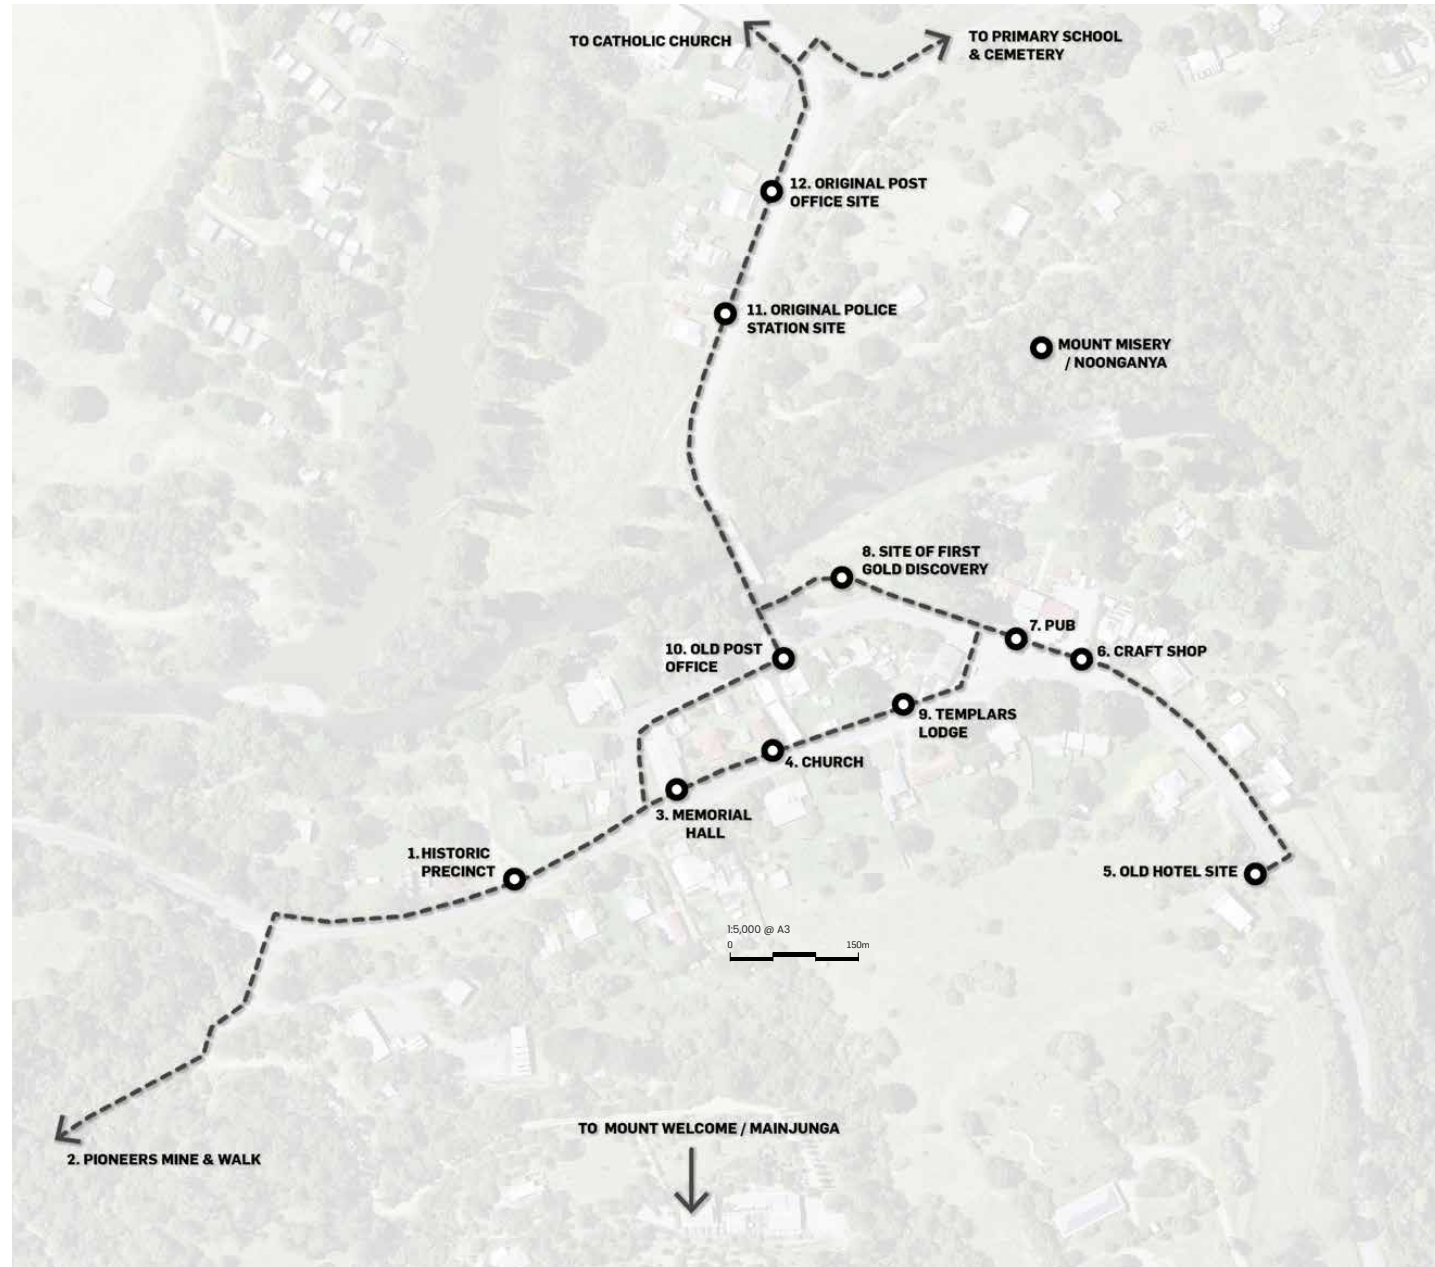 TO CATHOLIC CHURCH
TO PRIMARY SCHOOL
& CEMETERY
12. ORIGINAL POST
OFFICE SITE
11. ORIGINAL POLICE
STATION SITE
MOUNT MISERY
/ NOONGANYA
8. SITE OF FIRST
GOLD DISCOVERY
7. PUB
10. OLD POST
OFFICE
6. CRAFT SHOP
9. TEMPLARS
LODGE
4. CHURCH
3. MEMORIAL
HALL
1. HISTORIC
PRECINCT
5. OLD HOTEL SITE
1:5,000 @ A3
0 150m
TO MOUNT WELCOME / MAINJUNGA
2. PIONEERS MINE & WALK